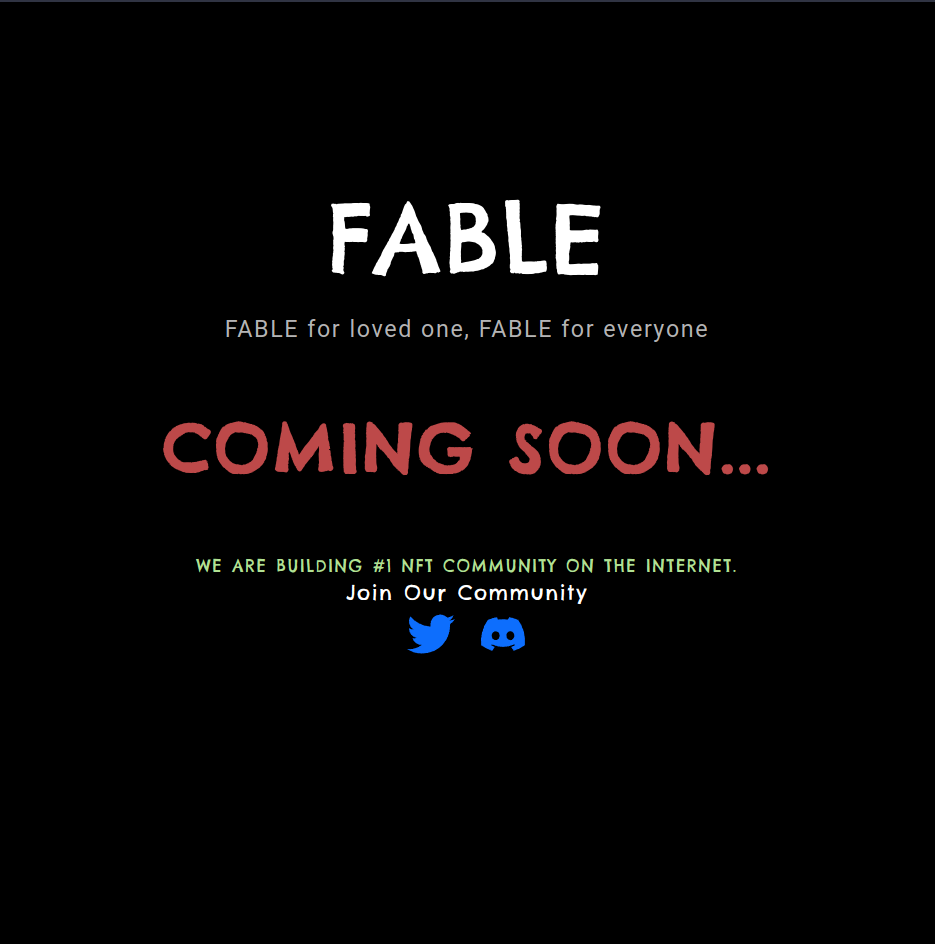 FABLE
FABLE for loved one, FABLE for everyone
COMING SOON...
WE ARE BUILDING #1 NFT COMMUNITY ON THE INTERNET.
Join Our Community